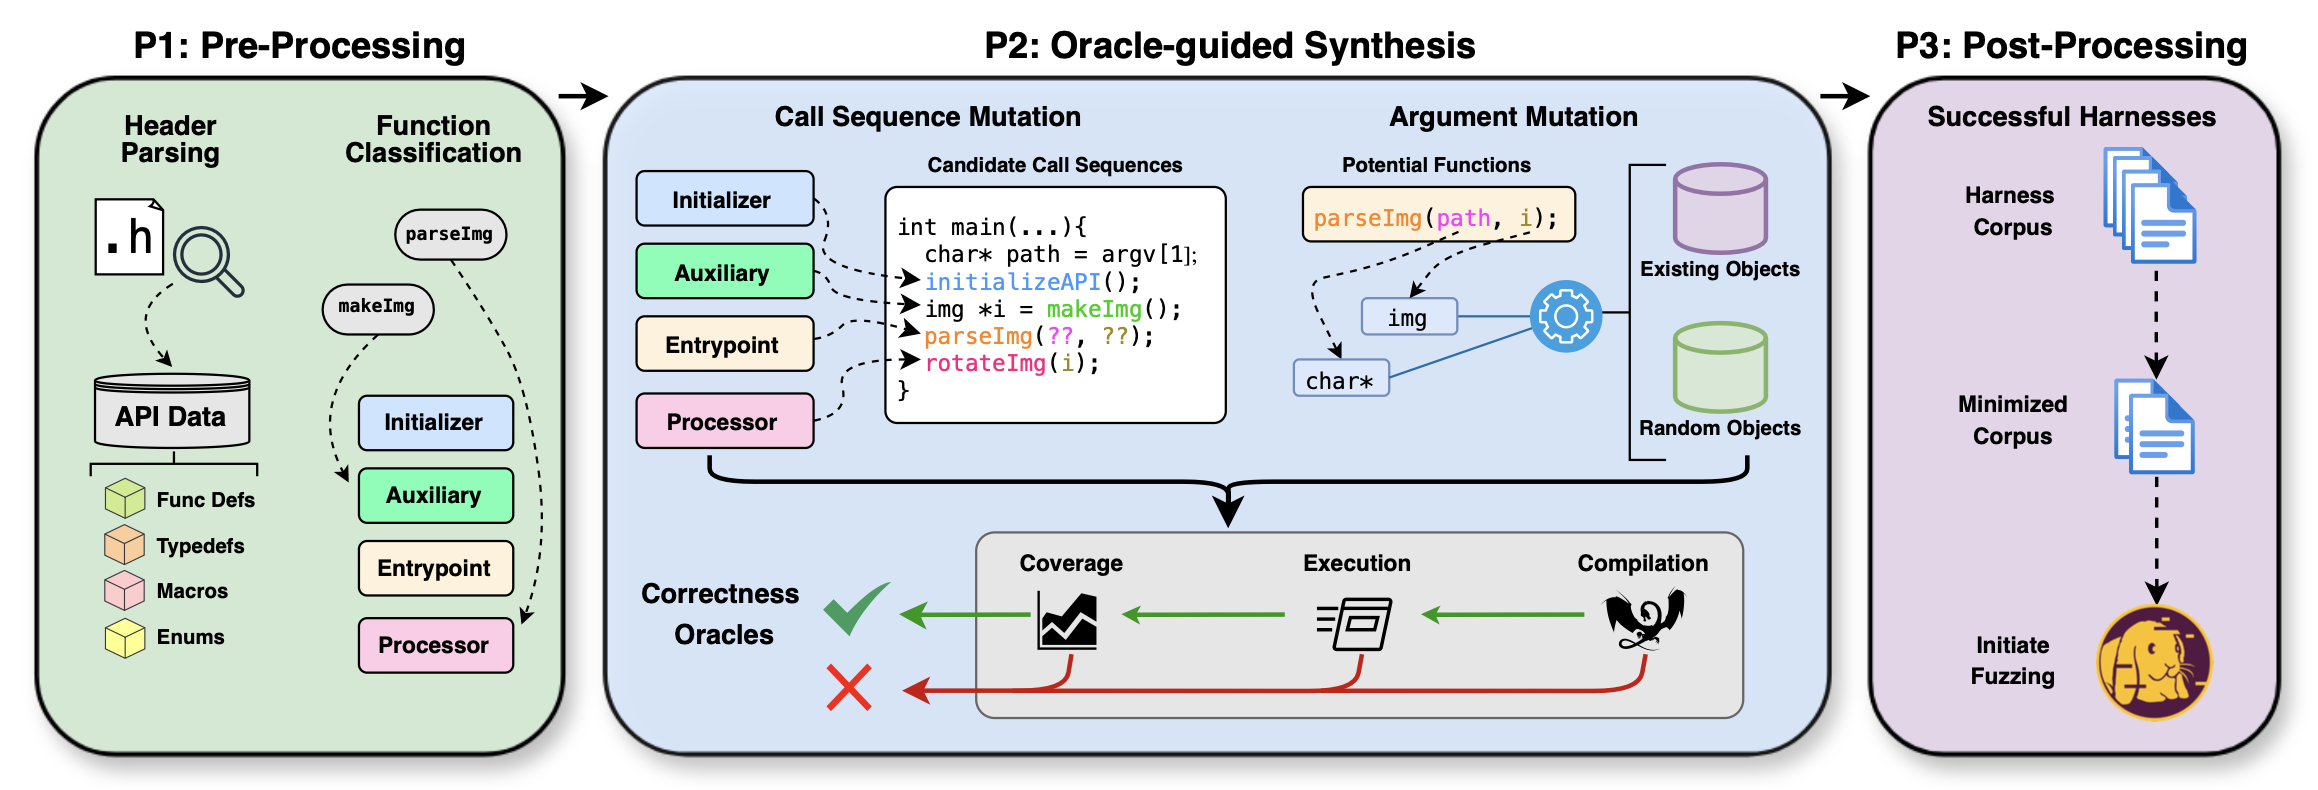 P1: Pre-Processing
Header
Parsing
.h
API Data
Func Defs
Typedefs
Macros
Enums
Function
Classification
parseImg
makeImg
Initializer
Auxiliary
Entrypoint
Processor
P2: Oracle-guided Synthesis
Call Sequence Mutation
Initializer
Auxiliary
Entrypoint
Processor
Candidate Call Sequences
int main(...){
char* path = argv[1];
initializeAPI();
img *i = makeImg();
parseImg(??, ??);
rotateImg(i);
}
Argument Mutation
Potential Functions
parseImg(path, i);
img
char*
Existing Objects
Random Objects
Coverage
Execution
Compilation
Correctness
Oracles
P3: Post-Processing
Successful Harnesses
Harness
Corpus
Minimized
Corpus
Initiate
Fuzzing